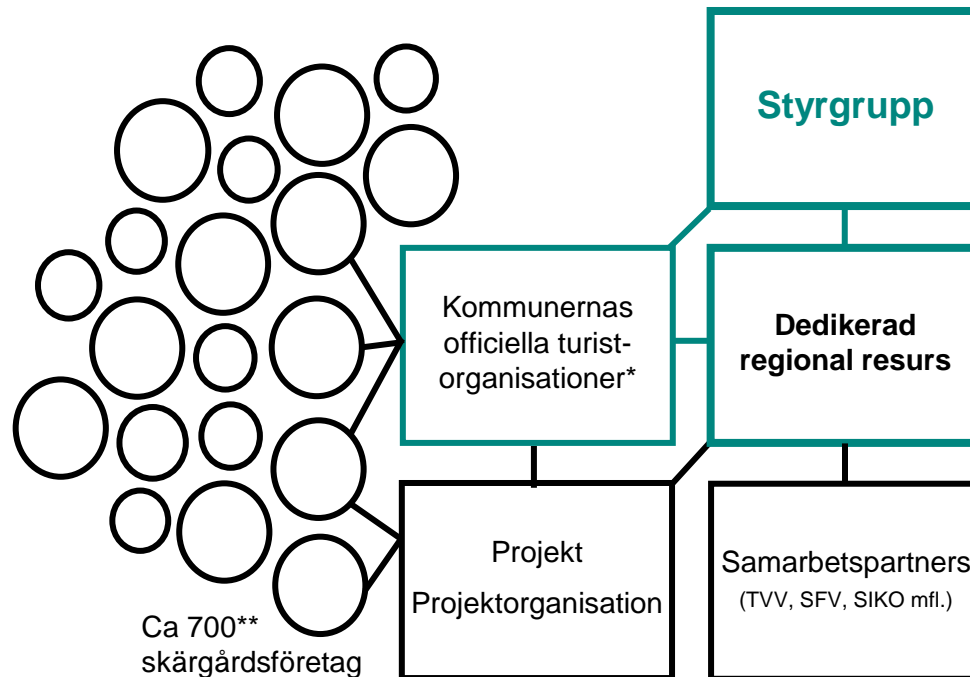 Styrgrupp
Kommunernas
officiella turist-
organisationer*
Dedikerad
regional resurs
Projekt
Projektorganisation
Samarbetspartners
(TVV, SFV, SIKO mfl.)
Ca 700**
skärgårdsföretag